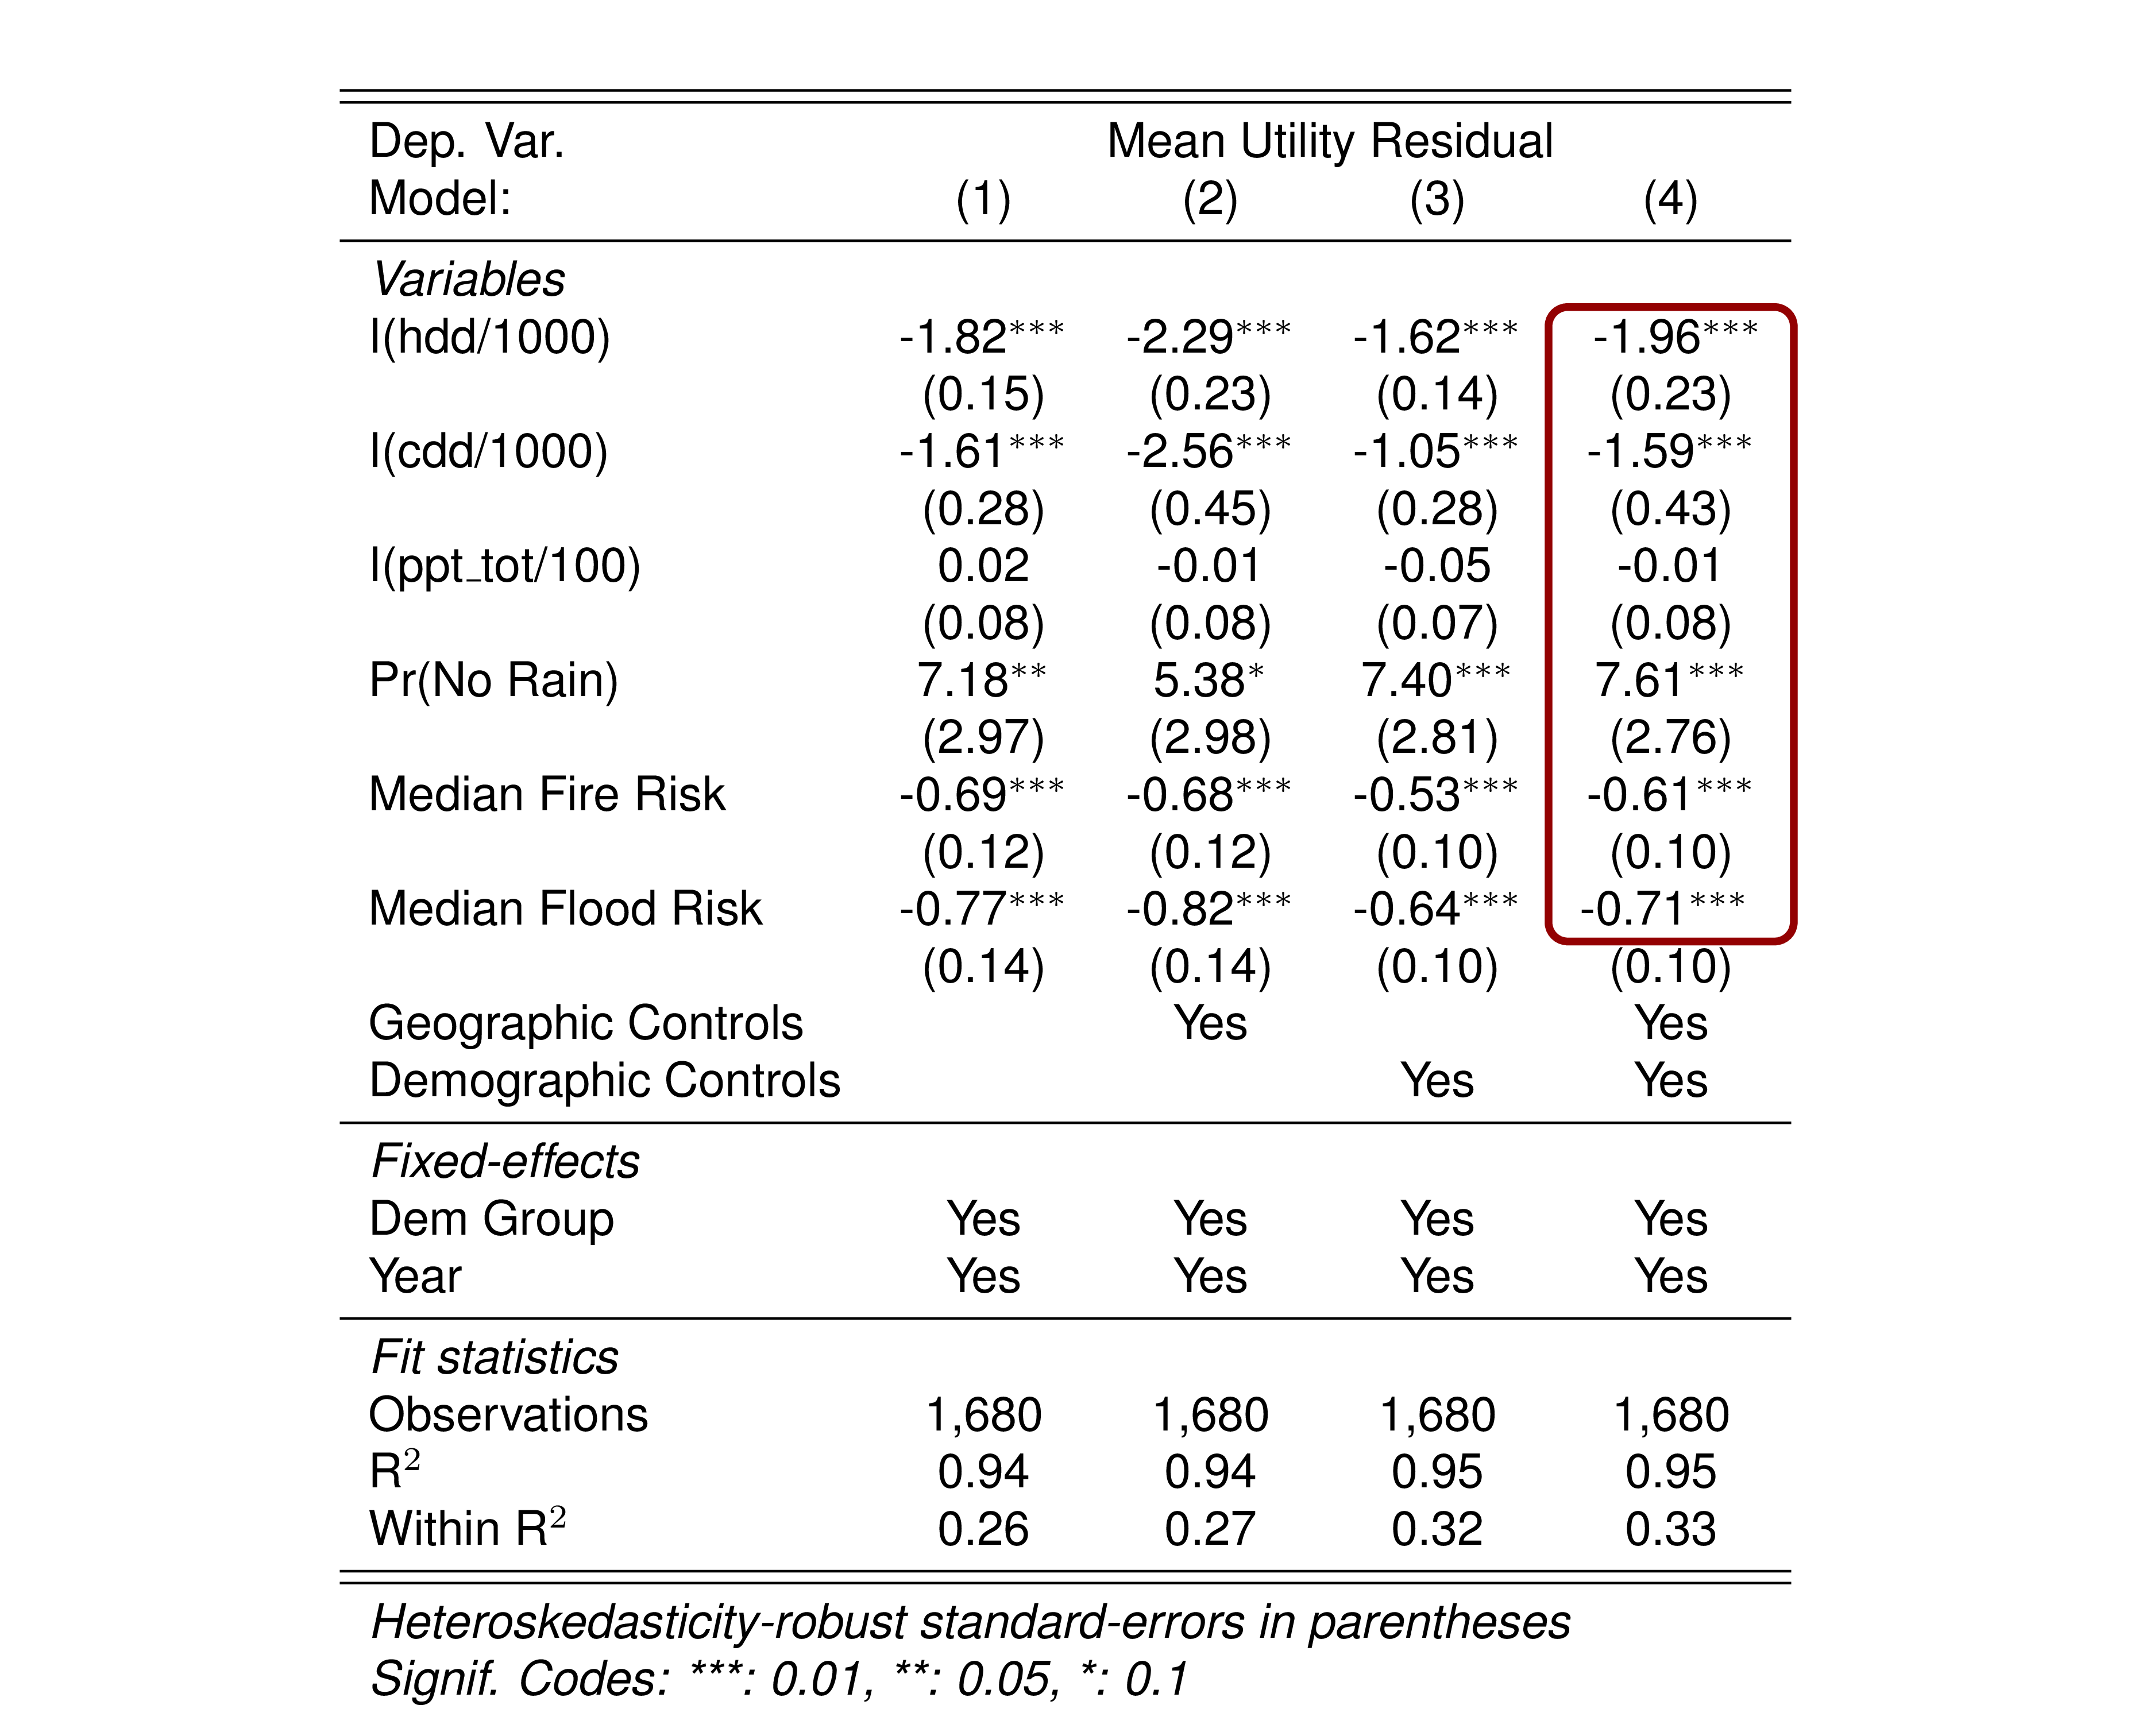 Dep. Var. Mean Utility Residual
Model: (1) (2) (3) (4)
Variables
I(hdd/1000) -1.82*** -2.29*** -1.62*** -1.96***
(0.15) (0.23) (0.14) (0.23)
I(cdd/1000) -1.61*** -2.56*** -1.05*** -1.59***
(0.28) (0.45) (0.28) (0.43)
I(ppt_tot/100) 0.02 -0.01 -0.05 -0.01
(0.08) (0.08) (0.07) (0.08)
Pr(No Rain) 7.18** 5.38* 7.40*** 7.61***
(2.97) (2.98) (2.81) (2.76)
Median Fire Risk -0.69*** -0.68*** -0.53*** -0.61***
(0.12) (0.12) (0.10) (0.10)
Median Flood Risk -0.77*** -0.82*** -0.64*** -0.71***
(0.14) (0.14) (0.10) (0.10)
Geographic Controls Yes Yes
Demographic Controls Yes Yes
Fixed-effects
Dem Group Yes Yes Yes Yes
Year Yes Yes Yes Yes
Fit statistics
Observations 1,680 1,680 1,680 1,680
R² 0.94 0.94 0.95 0.95
Within R² 0.26 0.27 0.32 0.33
Heteroskedasticity-robust standard-errors in parentheses
Signif. Codes: ***: 0.01, **: 0.05, *: 0.1